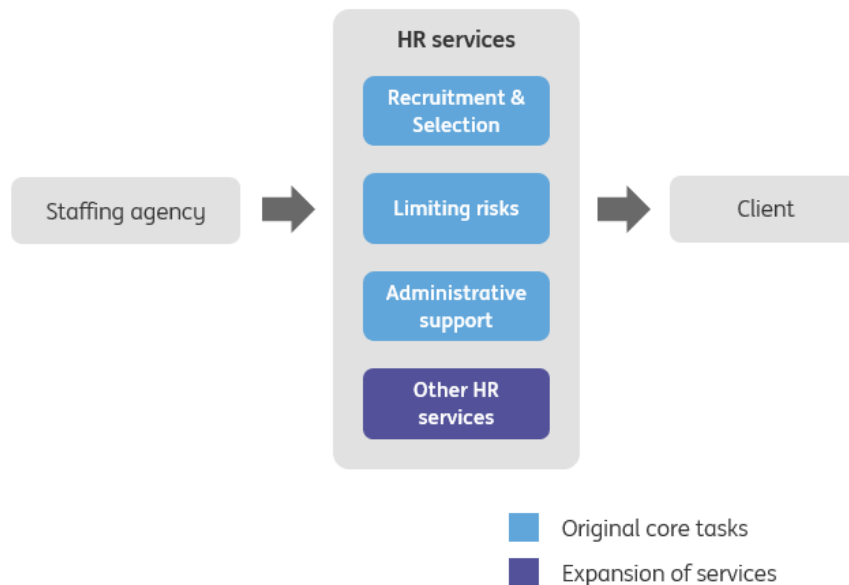 HR services
Recruitment &
Selection
Staffing agency
Limiting risks
Client
Administrative
support
Other HR
services
Original core tasks
Expansion of services